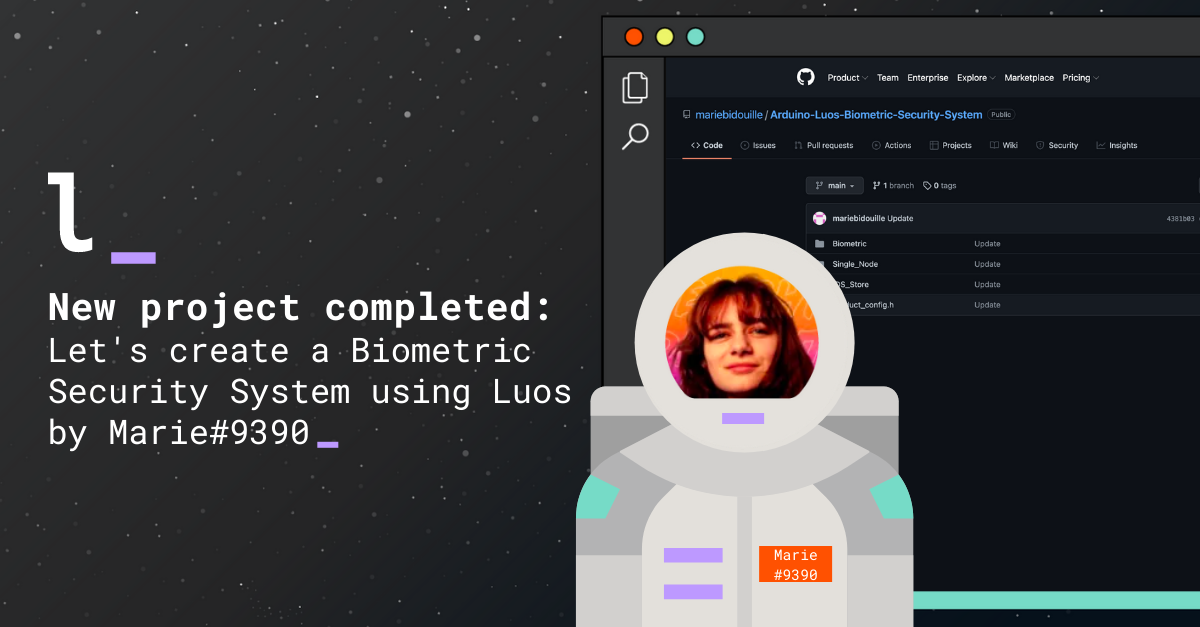 l_
New project completed:
Let's create a Biometric
Security System using Luos
by Marie#9390_
Product Team Enterprise Explore Marketplace Pricing
mariebidouille / Arduino-Luos-Biometric-Security-System Public
<> Code Issues Pull requests Actions Projects Wiki Security Insights
main 1 branch 0 tags
mariebidouille Update 4381b03
Biometric Update
Single_Node Update
S_Store Update
uct_config.h Update
Marie
#9390